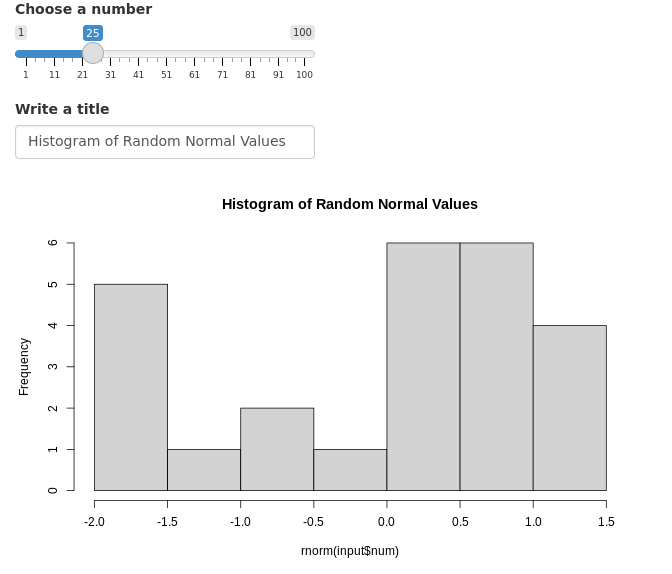 Choose a number
1 25 100
1 11 21 31 41 51 61 71 81 91 100
Write a title
Histogram of Random Normal Values
Histogram of Random Normal Values
6
5
4
3
2
1
0
Frequency
-2.0 -1.5 -1.0 -0.5 0.0 0.5 1.0 1.5
rnorm(input$num)